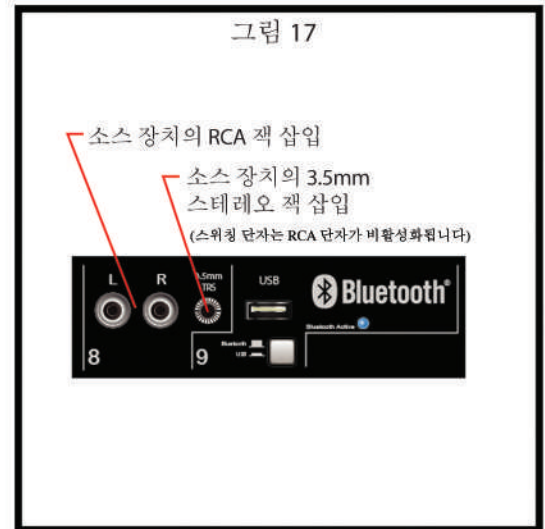 그림 17
소스 장치의 RCA 잭 삽입
소스 장치의 3.5mm
스테레오 잭 삽입
(스위칭 단자는 RCA 단자가 비활성화됩니다)
L R 3.5mm TRS USB Bluetooth®
Bluetooth Active
Bluetooth
USB
8 9